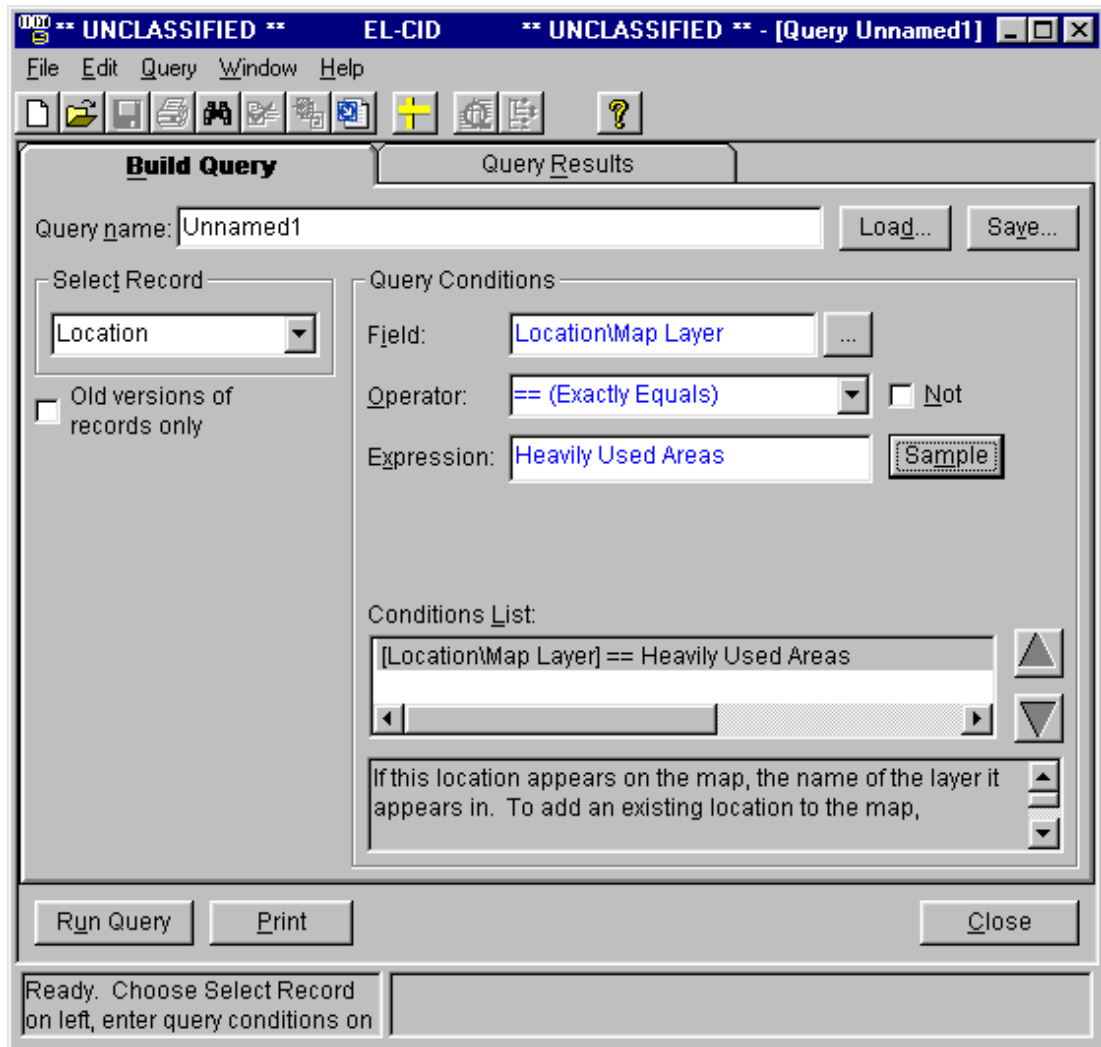 ** UNCLASSIFIED ** EL-CID ** UNCLASSIFIED ** - [Query Unnamed1]
File Edit Query Window Help
Build Query Query Results
Query name: Unnamed1 Load... Save...
Select Record
Location
Old versions of
records only
Query Conditions
Field: Location\Map Layer ...
Operator: == (Exactly Equals) Not
Expression: Heavily Used Areas Sample
Conditions List:
[Location\Map Layer] == Heavily Used Areas
If this location appears on the map, the name of the layer it
appears in. To add an existing location to the map,
Run Query Print Close
Ready. Choose Select Record
on left, enter query conditions on